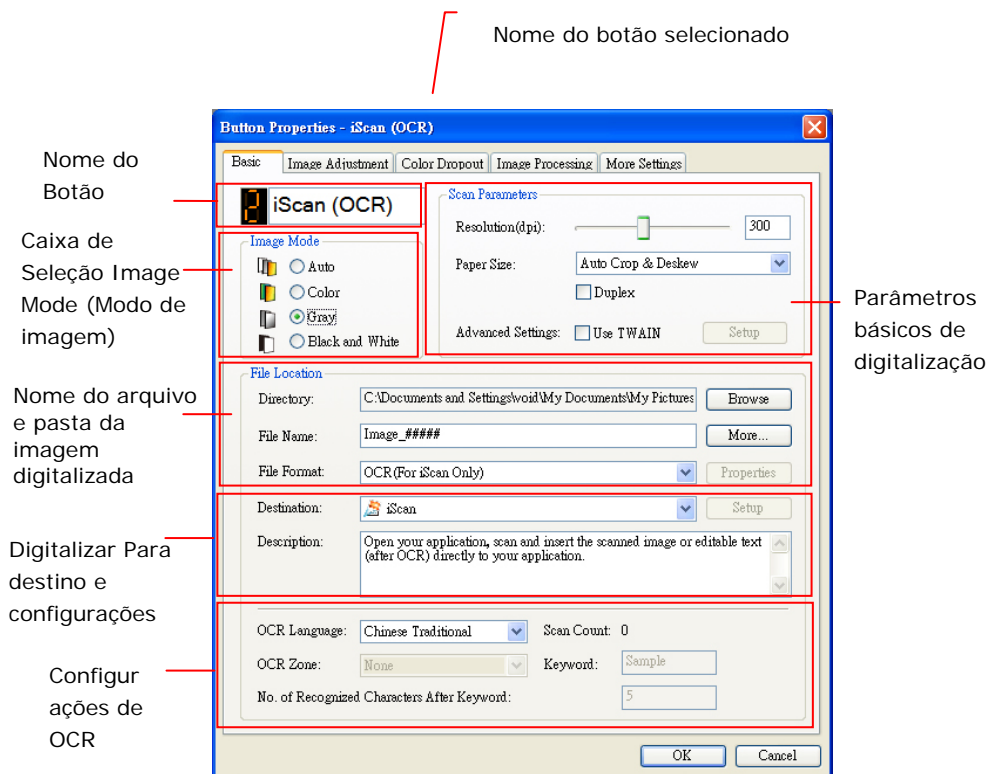 Nome do botão selecionado
Button Properties - iScan (OCR)
Nome do
Botão
Basic Image Adjustment Color Dropout Image Processing More Settings
2 iScan (OCR)
Caixa de
Seleção Image
Mode (Modo de
imagem)
Image Mode
Auto
Color
Gray
Black and White
Scan Parameters
Resolution(dpi): 300
Paper Size: Auto Crop & Deskew
Duplex
Advanced Settings: Use TWAIN Setup
Parâmetros
básicos de
digitalização
Nome do arquivo
e pasta da
imagem
digitalizada
File Location
Directory: C:\Documents and Settings\void\My Documents\My Pictures Browse
File Name: Image_##### More...
File Format: OCR(For iScan Only) Properties
Digitalizar Para
destino e
configurações
Destination: iScan Setup
Description: Open your application, scan and insert the scanned image or editable text
(after OCR) directly to your application.
Configur
ações de
OCR
OCR Language: Chinese Traditional Scan Count: 0
OCR Zone: None Keyword: Sample
No. of Recognized Characters After Keyword: 5
OK Cancel